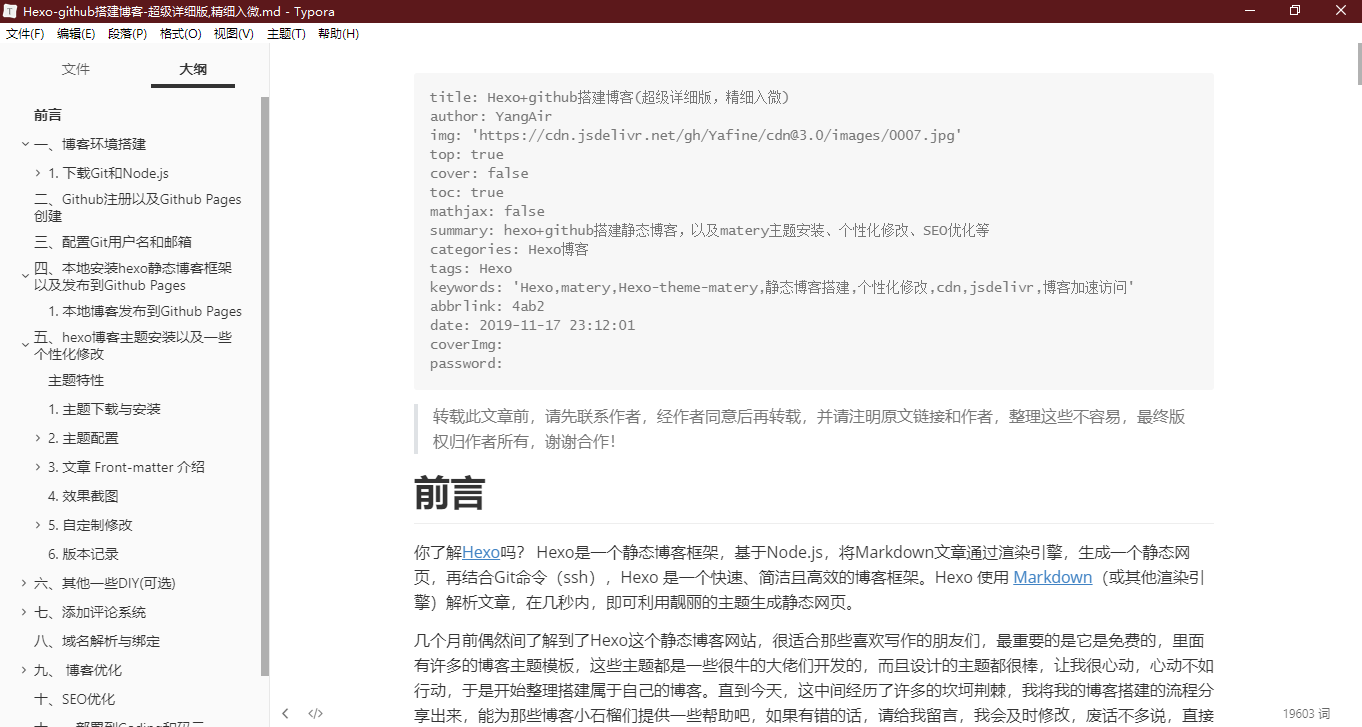 Hexo-github搭建博客-超级详细版,精细入微.md - Typora
文件(F) 编辑(E) 段落(P) 格式(O) 视图(V) 主题(T) 帮助(H)
文件 大纲
前言
一、博客环境搭建
1. 下载Git和Node.js
二、Github注册以及Github Pages
创建
三、配置Git用户名和邮箱
四、本地安装hexo静态博客框架
以及发布到Github Pages
1. 本地博客发布到Github Pages
五、hexo博客主题安装以及一些
个性化修改
主题特性
1. 主题下载与安装
2. 主题配置
3. 文章 Front-matter 介绍
4. 效果截图
5. 自定制修改
6. 版本记录
六、其他一些DIY(可选)
七、添加评论系统
八、域名解析与绑定
九、 博客优化
十、SEO优化
十一、部署到Coding和码云
title: Hexo+github搭建博客(超级详细版，精细入微)
author: YangAir
img: 'https://cdn.jsdelivr.net/gh/Yafine/cdn@3.0/images/0007.jpg'
top: true
cover: false
toc: true
mathjax: false
summary: hexo+github搭建静态博客，以及matery主题安装、个性化修改、SEO优化等
categories: Hexo博客
tags: Hexo
keywords: 'Hexo,matery,Hexo-theme-matery,静态博客搭建,个性化修改,cdn,jsdelivr,博客加速访问'
abbrlink: 4ab2
date: 2019-11-17 23:12:01
coverImg:
password:
转载此文章前，请先联系作者，经作者同意后再转载，并请注明原文链接和作者，整理这些不容易，最终版
权归作者所有，谢谢合作！
前言
你了解Hexo吗？ Hexo是一个静态博客框架，基于Node.js，将Markdown文章通过渲染引擎，生成一个静态网
页，再结合Git命令（ssh），Hexo 是一个快速、简洁且高效的博客框架。Hexo 使用 Markdown（或其他渲染引
擎）解析文章，在几秒内，即可利用靓丽的主题生成静态网页。
几个月前偶然间了解到了Hexo这个静态博客网站，很适合那些喜欢写作的朋友们，最重要的是它是免费的，里面
有许多的博客主题模板，这些主题都是一些很牛的大佬们开发的，而且设计的主题都很棒，让我很心动，心动不如
行动，于是开始整理搭建属于自己的博客。直到今天，这中间经历了许多的坎坷荆棘，我将我的博客搭建的流程分
享出来，能为那些博客小石榴们提供一些帮助吧，如果有错的话，请给我留言，我会及时修改，废话不多说，直接
</> 19603 词